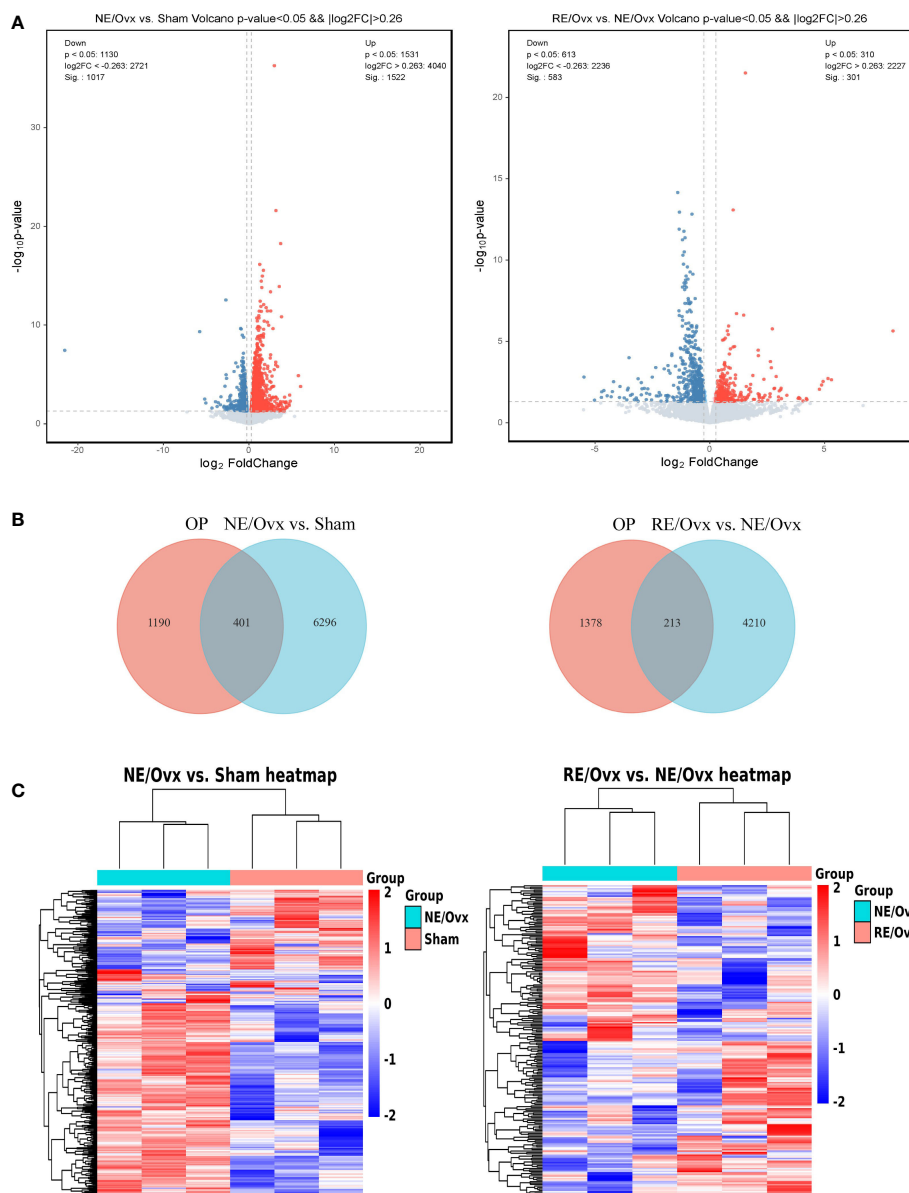 A
NE/Ovx vs. Sham Volcano p-value<0.05 && |log2FC|>0.26
Down
p < 0.05: 1130
log2FC < -0.263: 2721
Sig. : 1017
Up
p < 0.05: 1531
log2FC > 0.263: 4040
Sig. : 1522
30
20
10
0
-log10p-value
-20
-10
0
10
20
log2 FoldChange
RE/Ovx vs. NE/Ovx Volcano p-value<0.05 && |log2FC|>0.26
Down
p < 0.05: 613
log2FC < -0.263: 2236
Sig. : 583
Up
p < 0.05: 310
log2FC > 0.263: 2227
Sig. : 301
20
15
10
5
0
-log10p-value
-5
0
5
log2 FoldChange
B
OP NE/Ovx vs. Sham
1190 401 6296
OP RE/Ovx vs. NE/Ovx
1378 213 4210
C
NE/Ovx vs. Sham heatmap
Group
2
1
0
-1
-2
Group
NE/Ovx
Sham
RE/Ovx vs. NE/Ovx heatmap
Group
2
1
0
-1
-2
Group
NE/Ov
RE/Ov